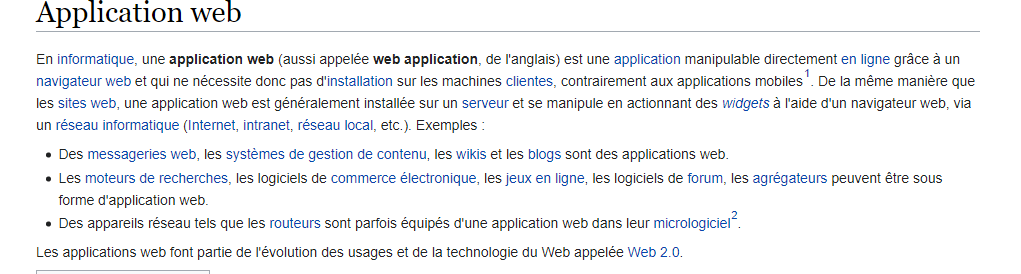 Application web
En informatique, une application web (aussi appelée web application, de l'anglais) est une application manipulable directement en ligne grâce à un
navigateur web et qui ne nécessite donc pas d'installation sur les machines clientes, contrairement aux applications mobiles1. De la même manière que
les sites web, une application web est généralement installée sur un serveur et se manipule en actionnant des widgets à l'aide d'un navigateur web, via
un réseau informatique (Internet, intranet, réseau local, etc.). Exemples :
• Des messageries web, les systèmes de gestion de contenu, les wikis et les blogs sont des applications web.
• Les moteurs de recherches, les logiciels de commerce électronique, les jeux en ligne, les logiciels de forum, les agrégateurs peuvent être sous
forme d'application web.
• Des appareils réseau tels que les routeurs sont parfois équipés d'une application web dans leur micrologiciel2.
Les applications web font partie de l'évolution des usages et de la technologie du Web appelée Web 2.0.